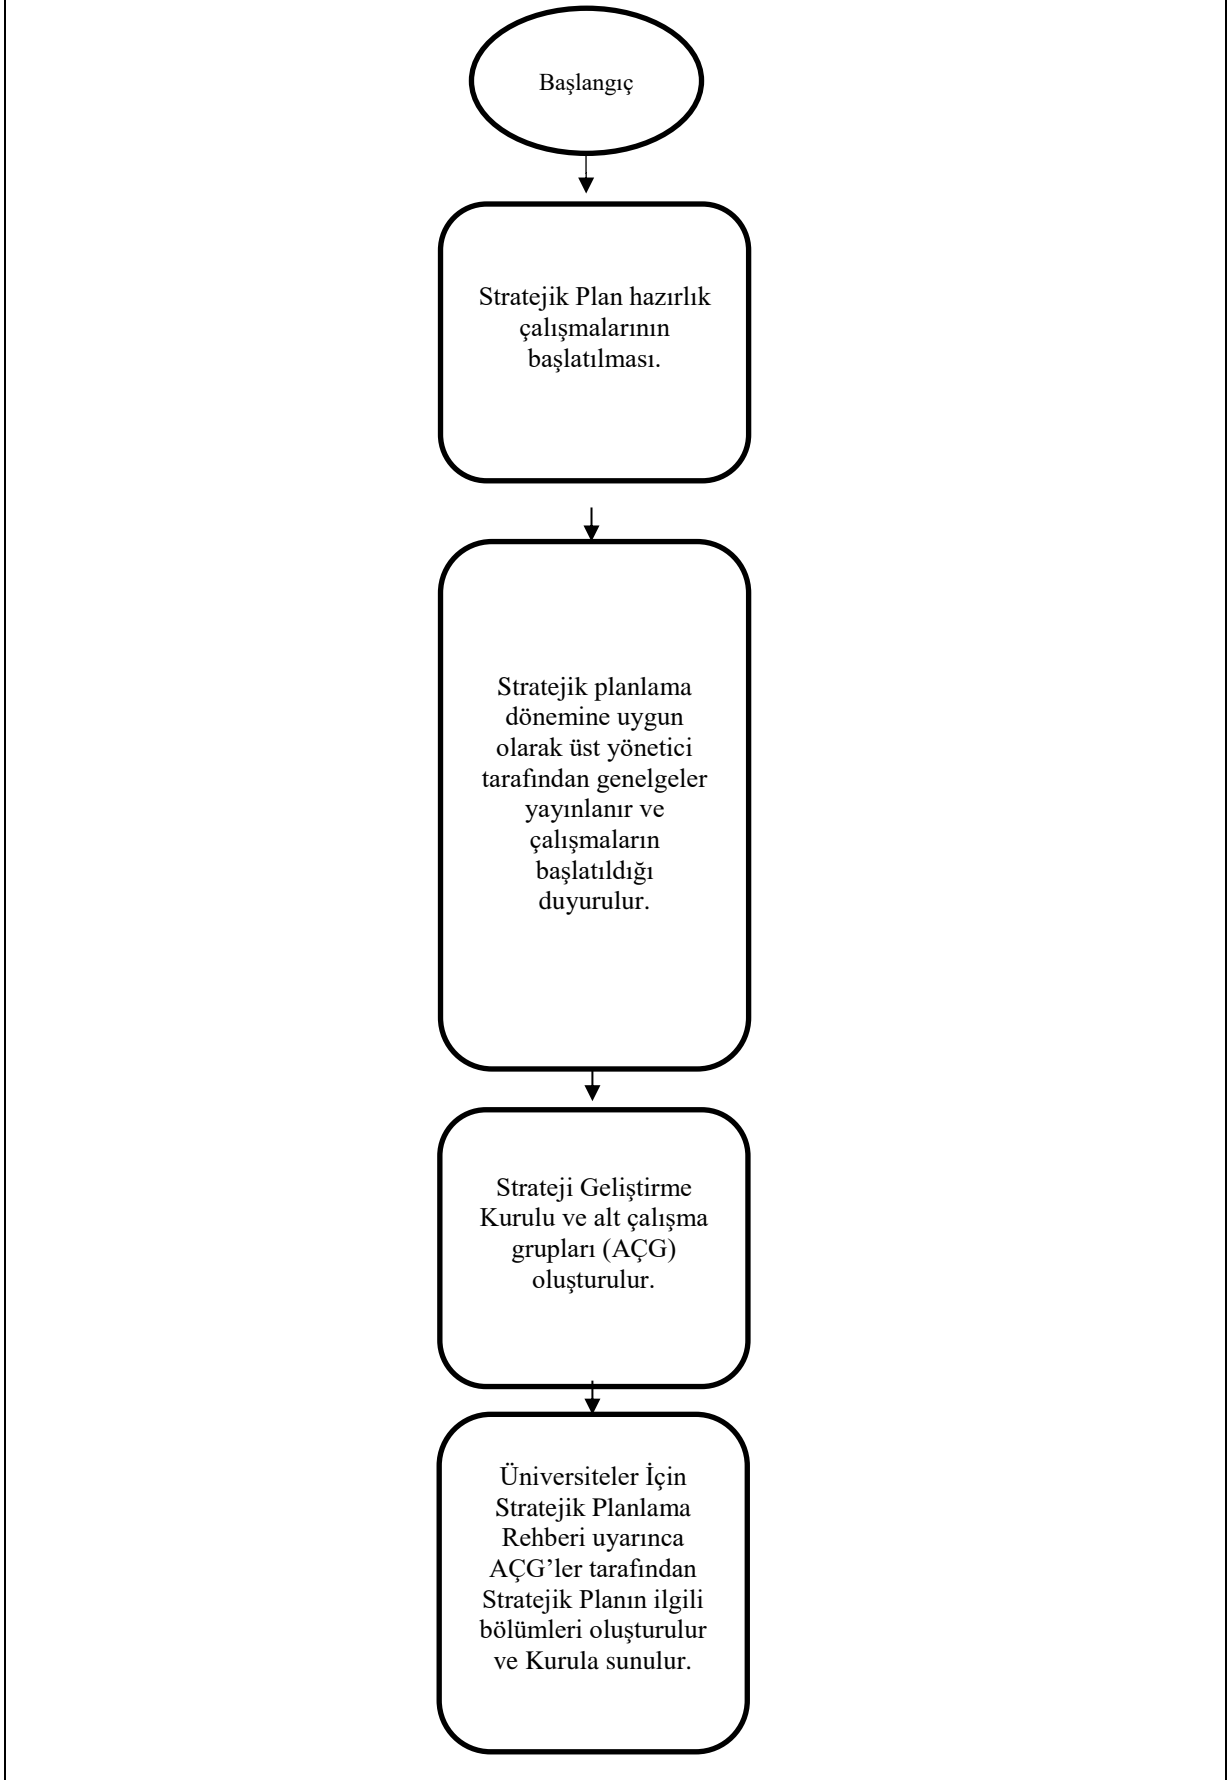 Başlangıç
Stratejik Plan hazırlık
çalışmalarının
başlatılması.
Stratejik planlama
dönemine uygun
olarak üst yönetici
tarafından genelgeler
yayınlanır ve
çalışmaların
başlatıldığı
duyurulur.
Strateji Geliştirme
Kurulu ve alt çalışma
grupları (AÇG)
oluşturulur.
Üniversiteler İçin
Stratejik Planlama
Rehberi uyarınca
AÇG’ler tarafından
Stratejik Planın ilgili
bölümleri oluşturulur
ve Kurula sunulur.